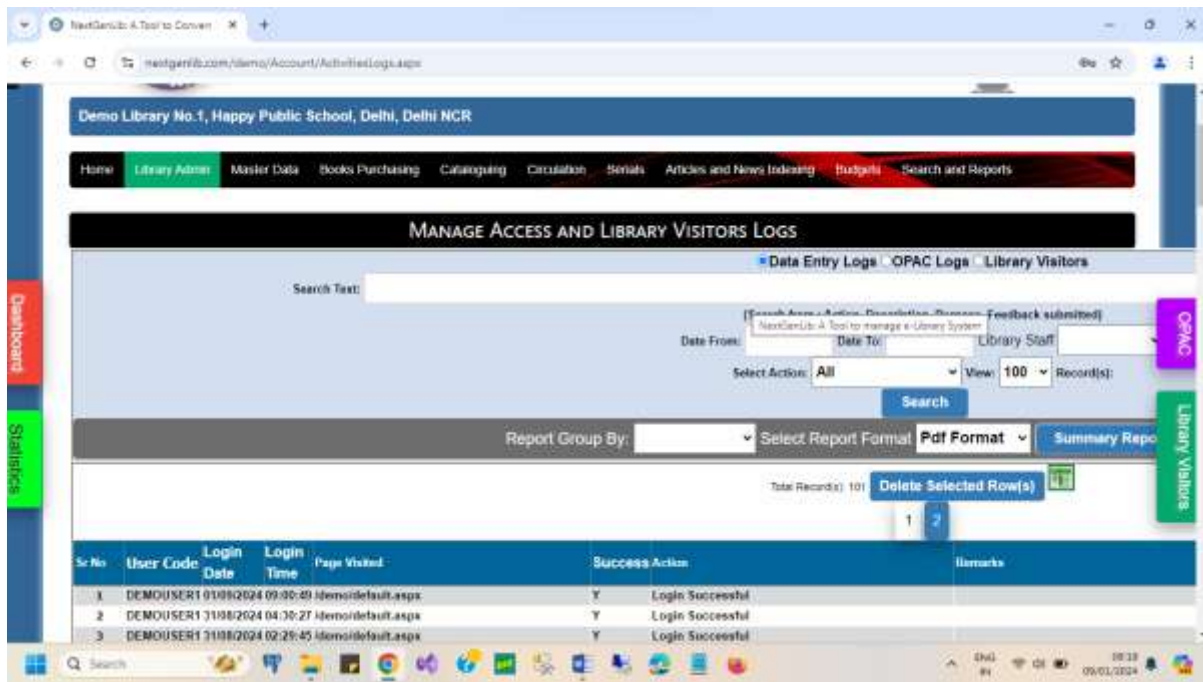 NextGenLib: A Tool to Conver
nextgenlib.com/demo/Account/ActivitiesLogs.aspx
Demo Library No.1, Happy Public School, Delhi, Delhi NCR
Home Library Admin Master Data Books Purchasing Cataloguing Circulation Serials Articles and News Indexing Budgets Search and Reports
MANAGE ACCESS AND LIBRARY VISITORS LOGS
Data Entry Logs OPAC Logs Library Visitors
Search Text:
Feedback submitted)
NextGenLib: A Tool to manage e-Library System
Date From: Date To: Library Staff
Select Action: All View: 100 Record(s):
Search
Report Group By: Select Report Format Pdf Format Summary Repo
Total Record(s): 101 Delete Selected Row(s)
1 2
Sr No User Code Login Date Login Time Page Visited Success Action Remarks
1 DEMOUSER1 01/09/2024 09:00:49 /demo/default.aspx Y Login Successful
2 DEMOUSER1 31/08/2024 04:30:27 /demo/default.aspx Y Login Successful
3 DEMOUSER1 31/08/2024 02:29:45 /demo/default.aspx Y Login Successful
Dashboard
Statistics
OPAC
Library Visitors
Search
ENG
IN